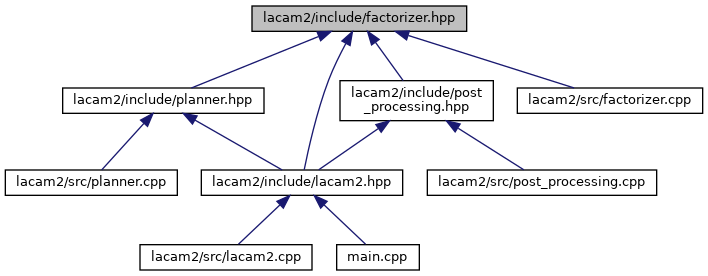 lacam2/include/factorizer.hpp
lacam2/include/planner.hpp
lacam2/include/post
_processing.hpp
lacam2/src/factorizer.cpp
lacam2/src/planner.cpp
lacam2/include/lacam2.hpp
lacam2/src/post_processing.cpp
lacam2/src/lacam2.cpp
main.cpp